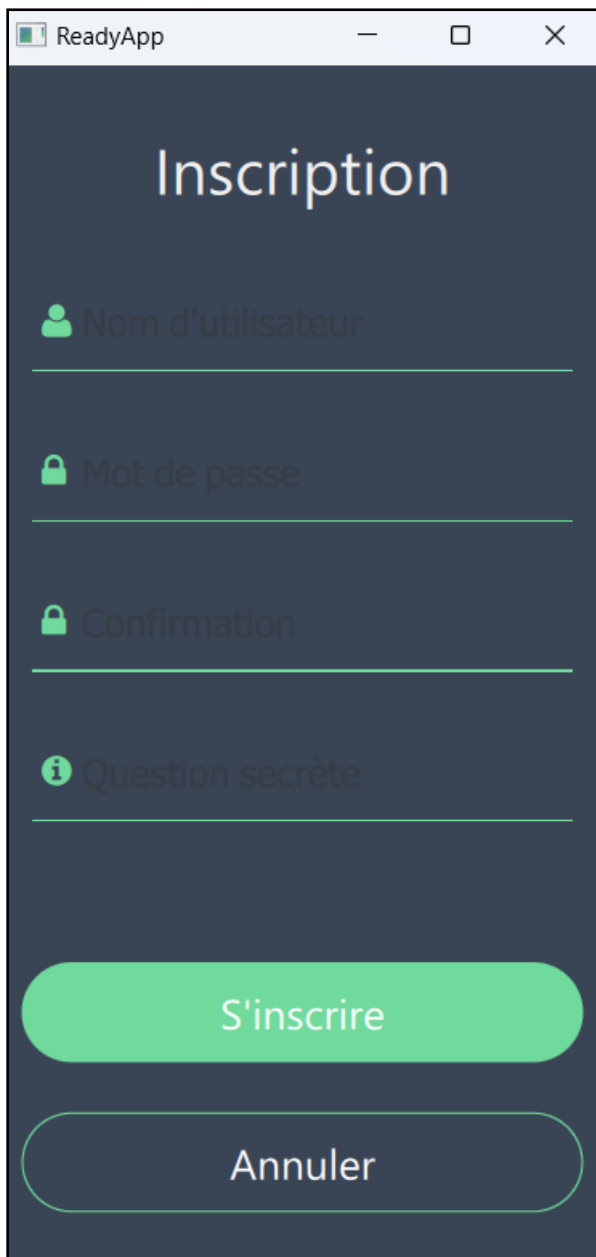 ReadyApp
Inscription
Nom d'utilisateur
Mot de passe
Confirmation
Question secrète
S'inscrire
Annuler